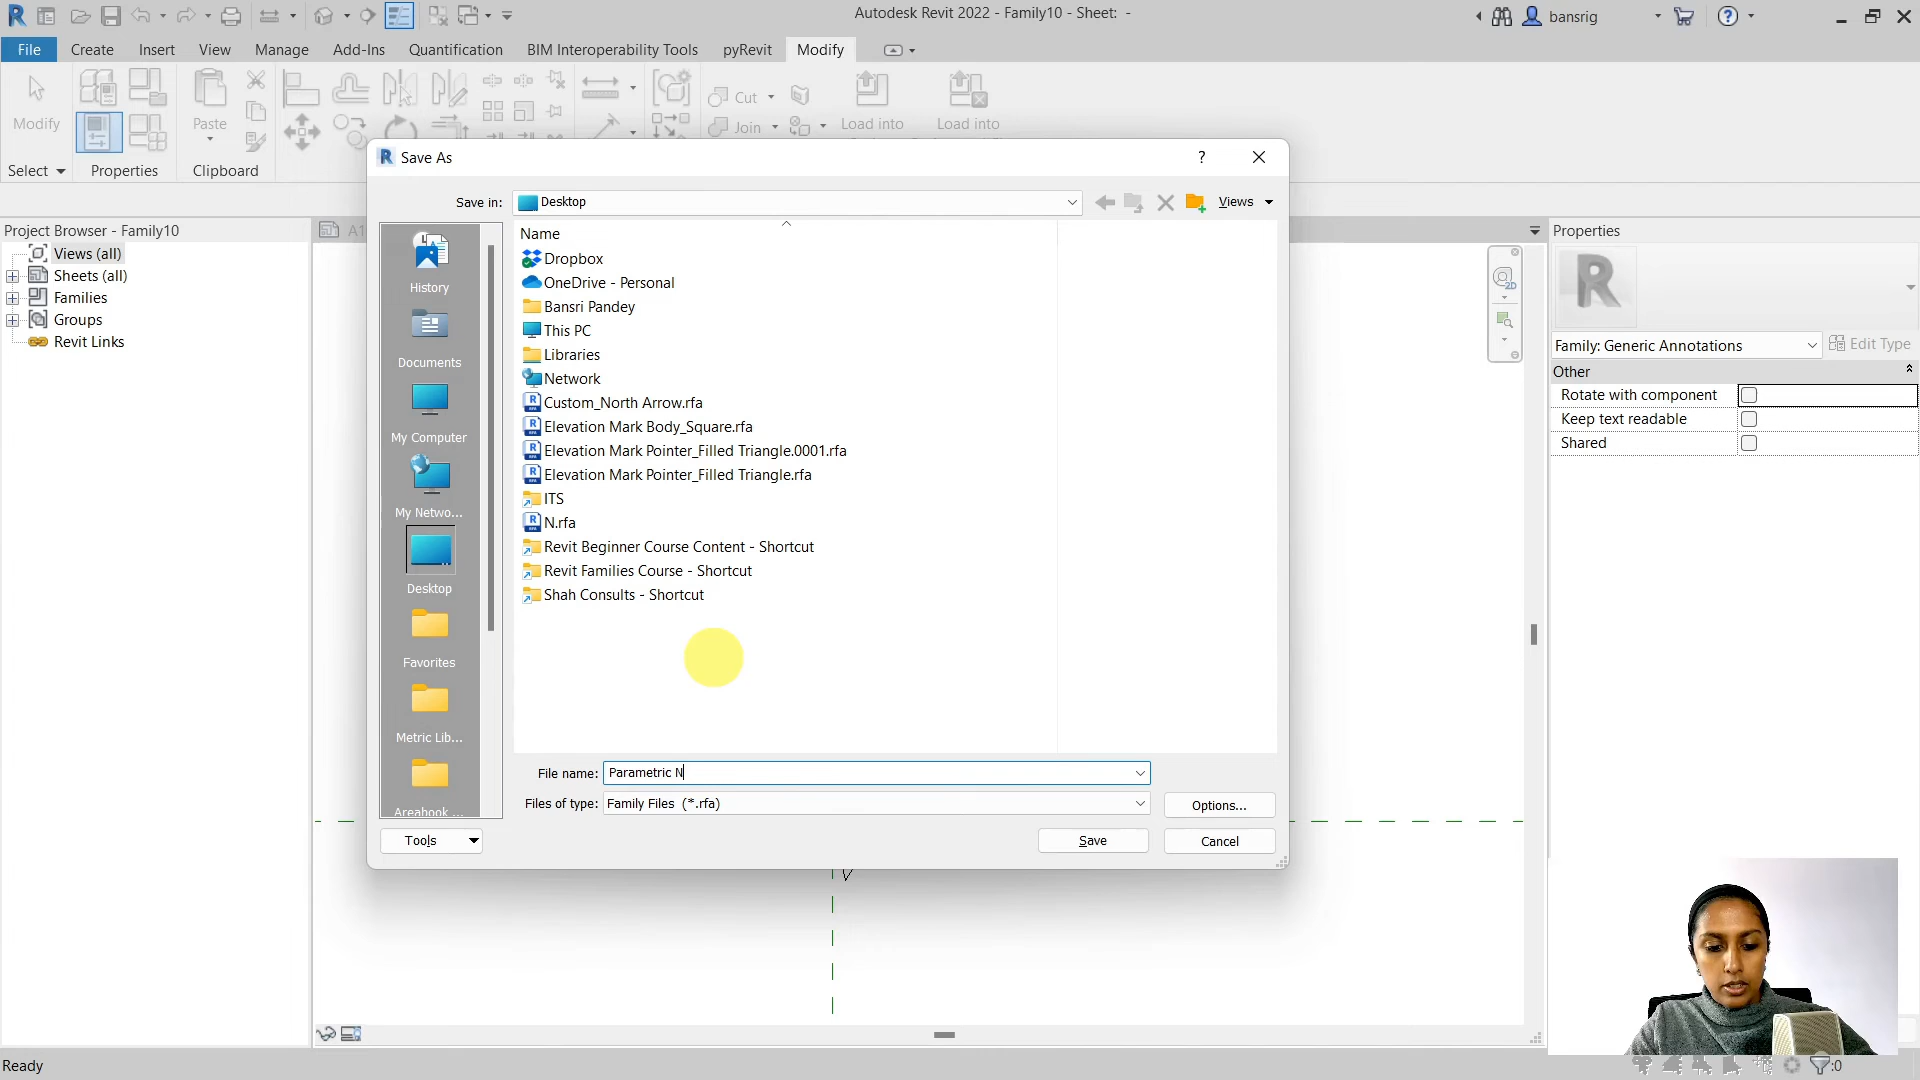 Autodesk Revit 2022 - Family10 - Sheet:  -
bansrig
File
Create
Insert
View
Manage
Add-Ins
Quantification
BIM Interoperability Tools
pyRevit
Modify
Modify
Paste
Cut
Join
Load into
Load into
Select
Properties
Clipboard
Project Browser - Family10
Views (all)
Sheets (all)
Families
Groups
Revit Links
A1
Save As
?
Save in:
Desktop
Views
History
Documents
My Computer
My Netwo...
Desktop
Favorites
Metric Lib...
Areabook ...
Name
Dropbox
OneDrive - Personal
Bansri Pandey
This PC
Libraries
Network
Custom_North Arrow.rfa
Elevation Mark Body_Square.rfa
Elevation Mark Pointer_Filled Triangle.0001.rfa
Elevation Mark Pointer_Filled Triangle.rfa
ITS
N.rfa
Revit Beginner Course Content - Shortcut
Revit Families Course - Shortcut
Shah Consults - Shortcut
File name:
Parametric N
Files of type:
Family Files  (*.rfa)
Options...
Tools
Save
Cancel
2D
Properties
R
Family: Generic Annotations
Edit Type
Other
Rotate with component
Keep text readable
Shared
Ready
:0